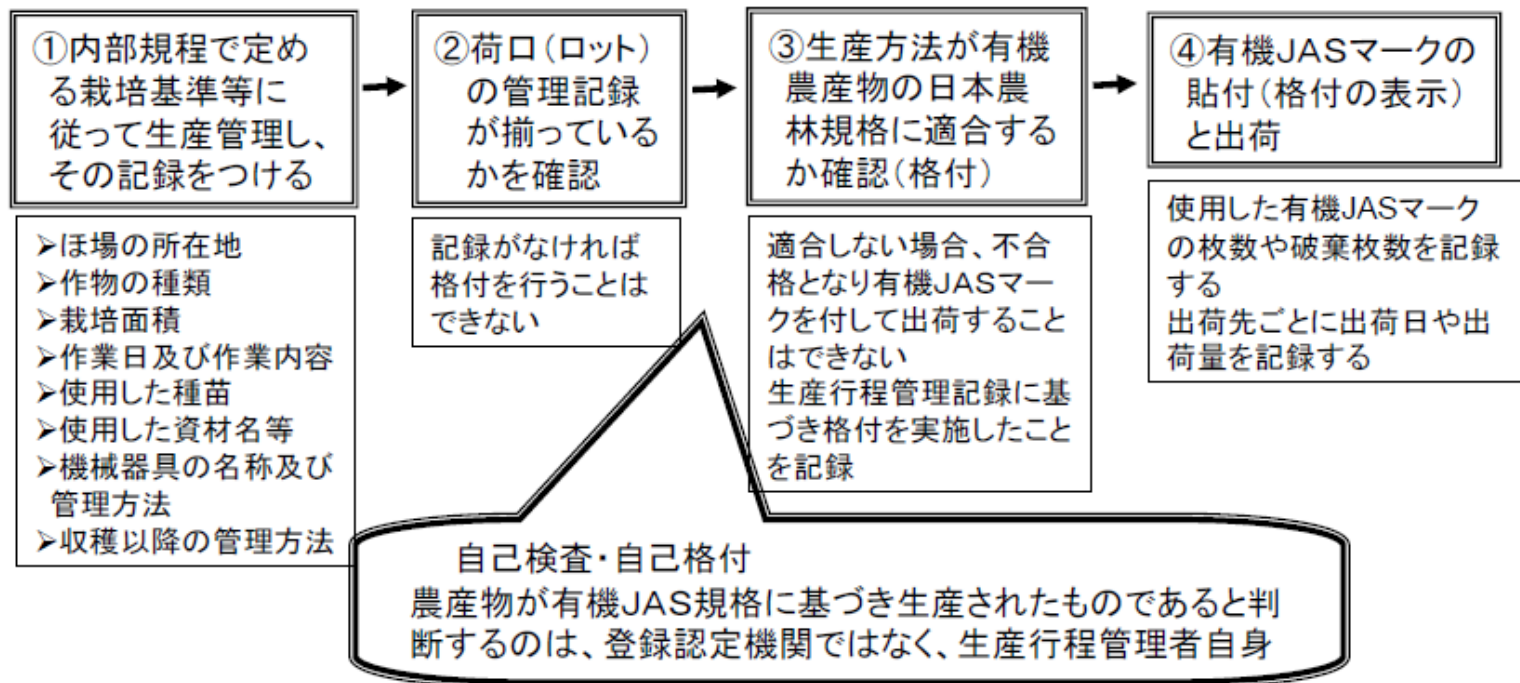 ①内部規程で定め
る栽培基準等に
従って生産管理し、
その記録をつける
②荷口（ロット）
の管理記録
が揃っている
かを確認
③生産方法が有機
農産物の日本農
林規格に適合する
か確認（格付）
④有機JASマークの
貼付（格付の表示）
と出荷
➢ほ場の所在地
➢作物の種類
➢栽培面積
➢作業日及び作業内容
➢使用した種苗
➢使用した資材名等
➢機械器具の名称及び
管理方法
➢収穫以降の管理方法
記録がなければ
格付を行うことは
できない
適合しない場合、不合
格となり有機JASマー
クを付して出荷すること
はできない
生産行程管理記録に基
づき格付を実施したこと
を記録
使用した有機JASマーク
の枚数や破棄枚数を記録
する
出荷先ごとに出荷日や出
荷量を記録する
自己検査・自己格付
農産物が有機JAS規格に基づき生産されたものであると判
断するのは、登録認定機関ではなく、生産行程管理者自身